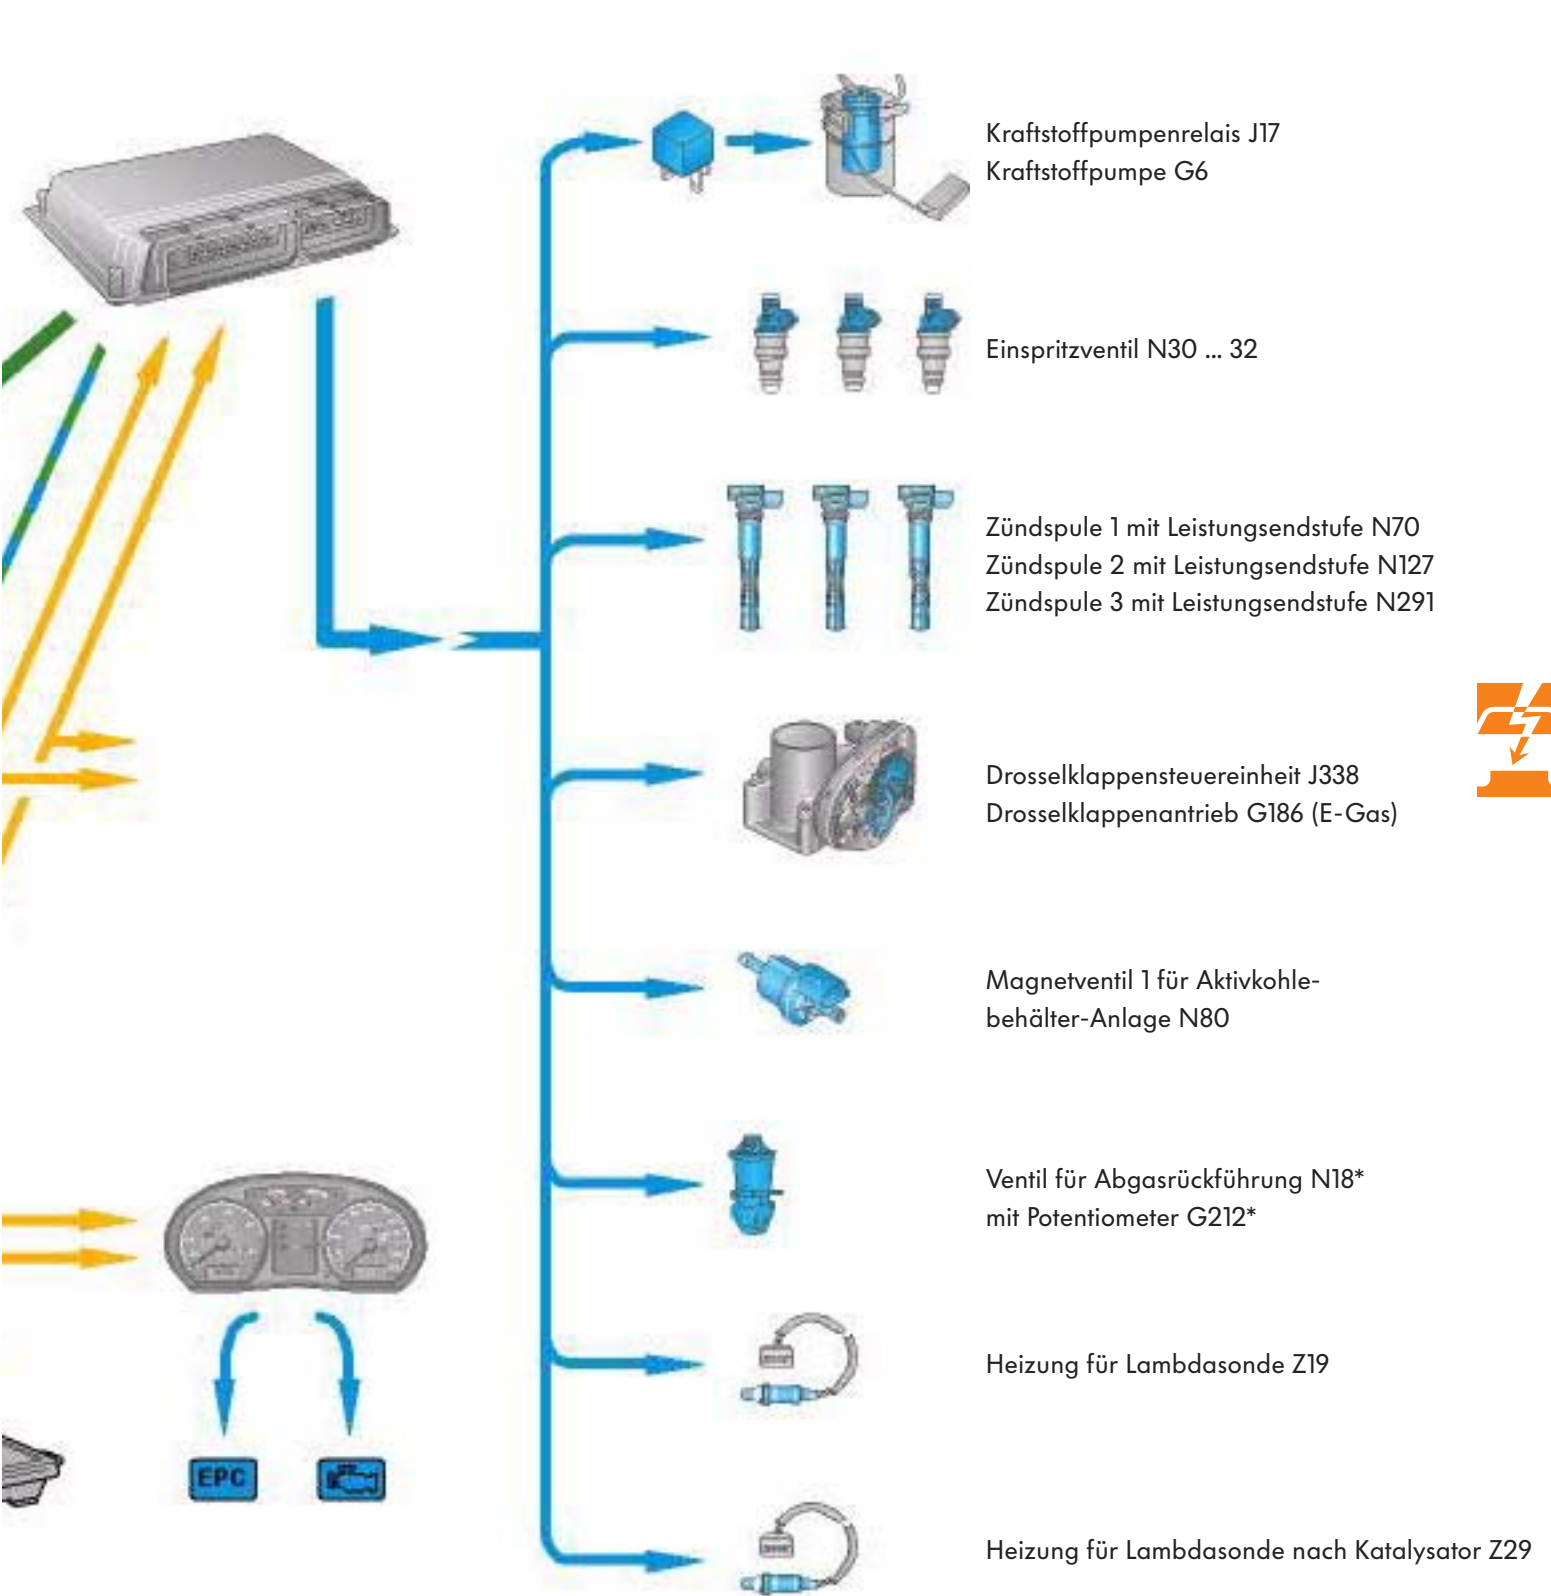 Kraftstoffpumpenrelais J17
Kraftstoffpumpe G6
Einspritzventil N30 ... 32
Zündspule 1 mit Leistungsendstufe N70
Zündspule 2 mit Leistungsendstufe N127
Zündspule 3 mit Leistungsendstufe N291
Drosselklappensteuereinheit J338
Drosselklappenantrieb G186 (E-Gas)
Magnetventil 1 für Aktivkohle-
behälter-Anlage N80
Ventil für Abgasrückführung N18*
mit Potentiometer G212*
Heizung für Lambdasonde Z19
EPC
Heizung für Lambdasonde nach Katalysator Z29